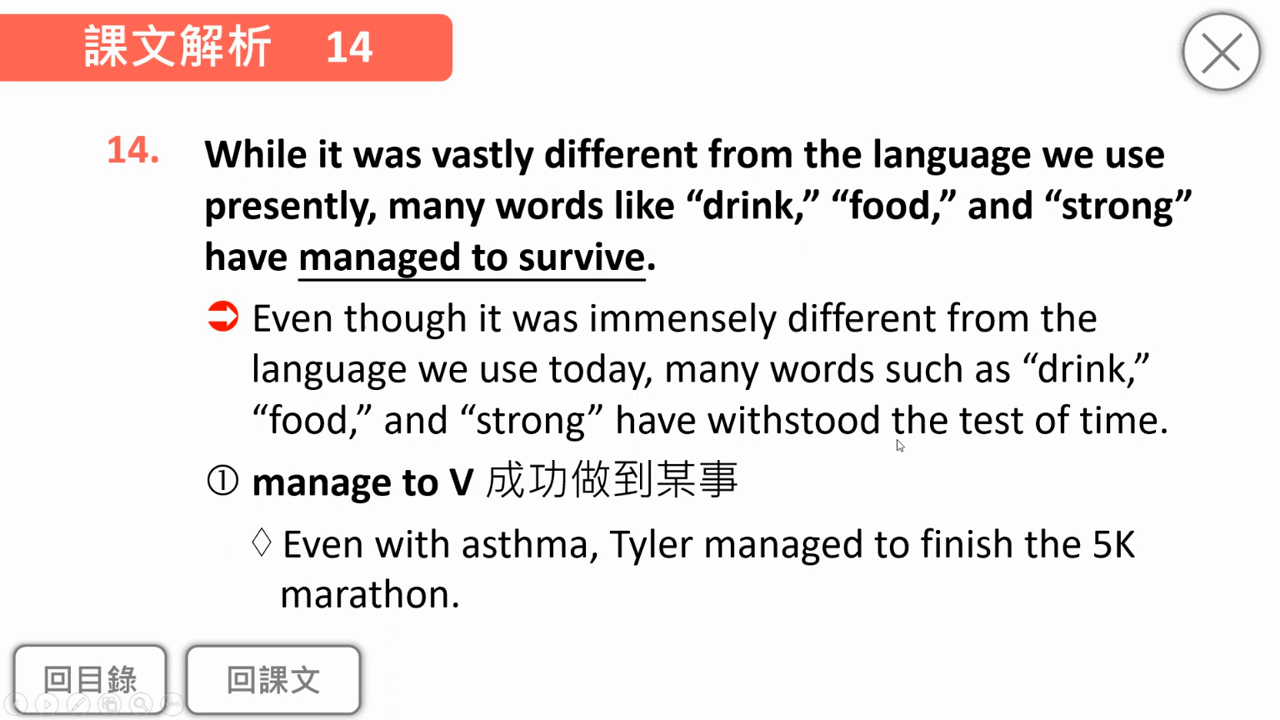 課文解析 14
14. While it was vastly different from the language we use
presently, many words like “drink,” “food,” and “strong”
have managed to survive.
Even though it was immensely different from the
language we use today, many words such as “drink,”
“food,” and “strong” have withstood the test of time.
① manage to V 成功做到某事
◊ Even with asthma, Tyler managed to finish the 5K
marathon.
回目錄 回課文